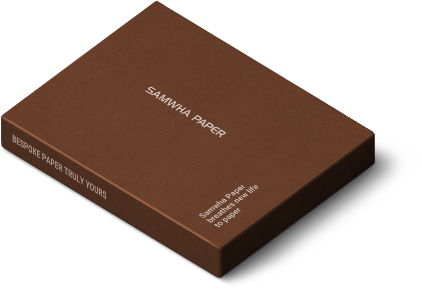 SAMWHA PAPER
Samwha Paper
breathes new life
to paper
BESPOKE PAPER TRULY YOURS